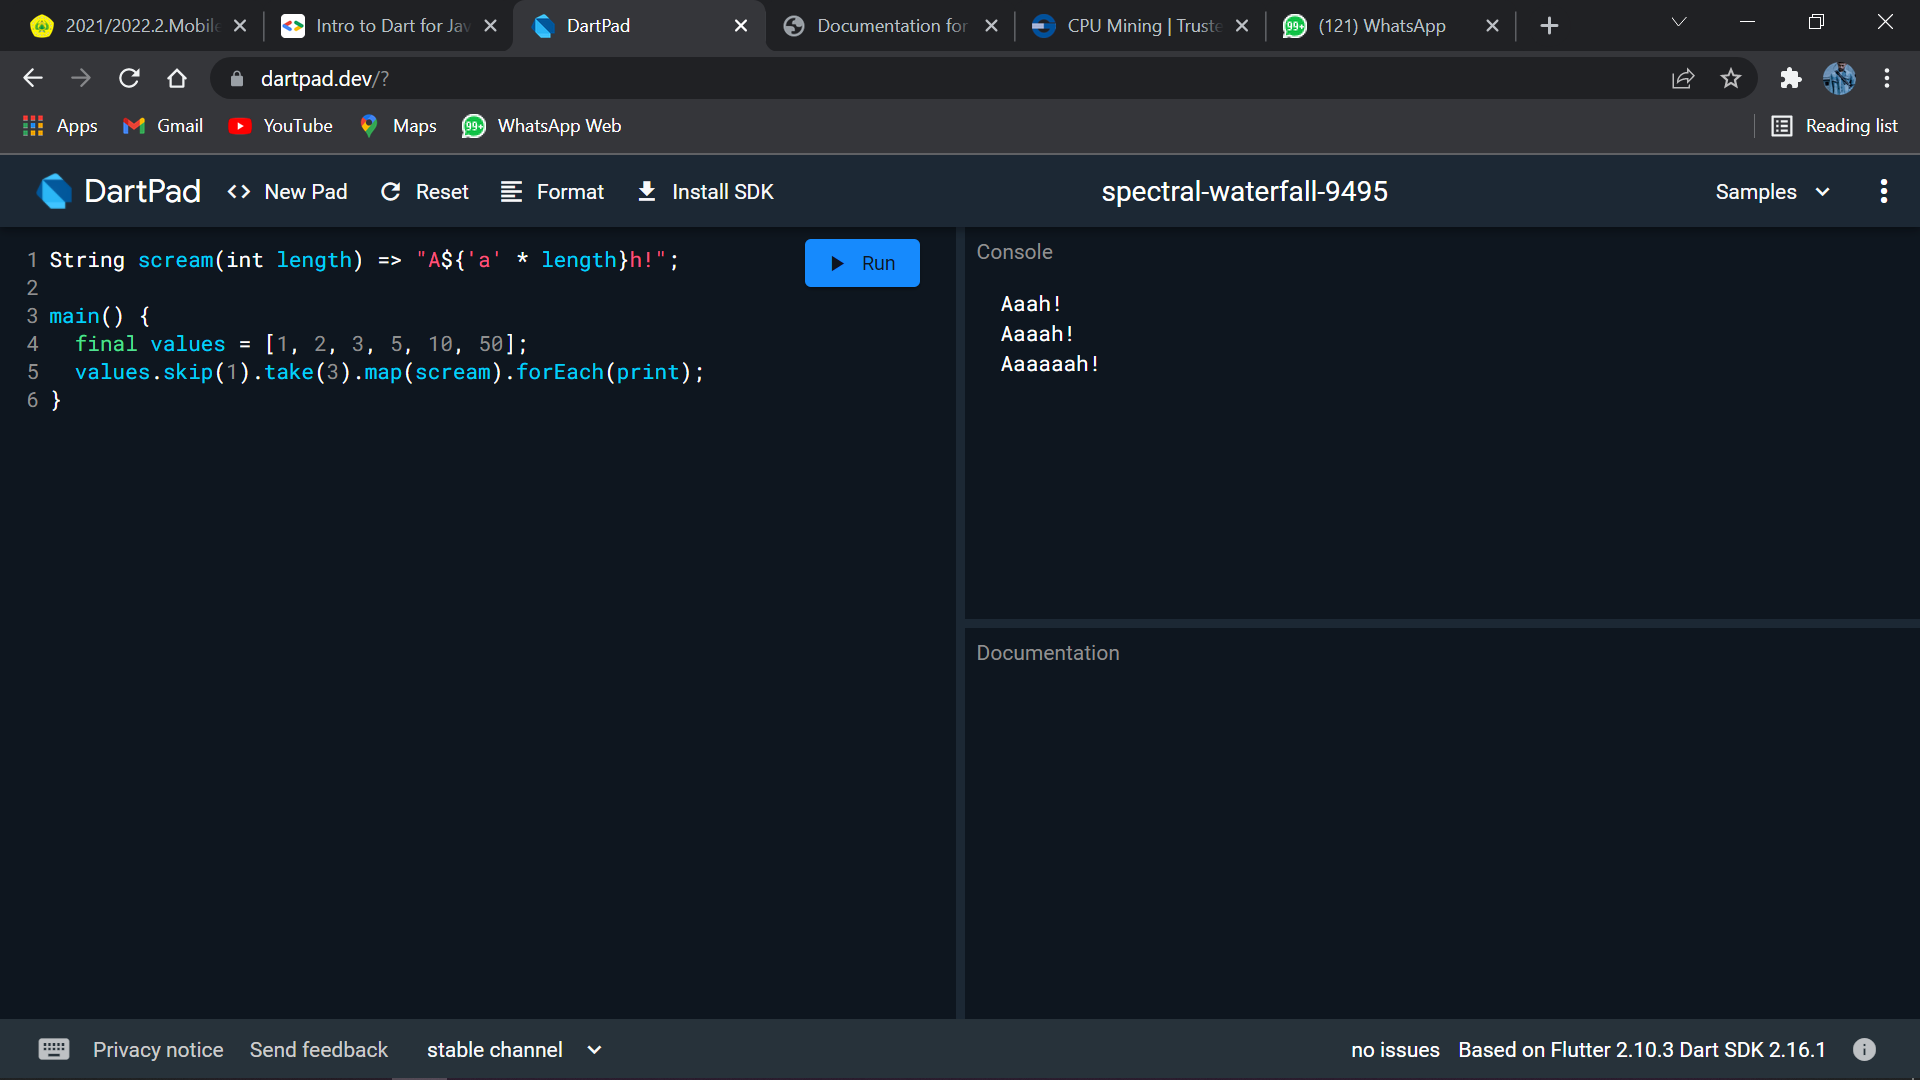 2021/2022.2.Mobile
Intro to Dart for Jav
DartPad
Documentation for
CPU Mining | Truste
(121) WhatsApp
dartpad.dev/?
Apps
Gmail
YouTube
Maps
99+
WhatsApp Web
Reading list
DartPad
<> New Pad
Reset
Format
Install SDK
spectral-waterfall-9495
Samples
1 String scream(int length) => "A${'a' * length}h!";
2
3 main() {
4   final values = [1, 2, 3, 5, 10, 50];
5   values.skip(1).take(3).map(scream).forEach(print);
6 }
Run
Console
Aaah!
Aaaah!
Aaaaaah!
Documentation
Privacy notice
Send feedback
stable channel
no issues
Based on Flutter 2.10.3 Dart SDK 2.16.1